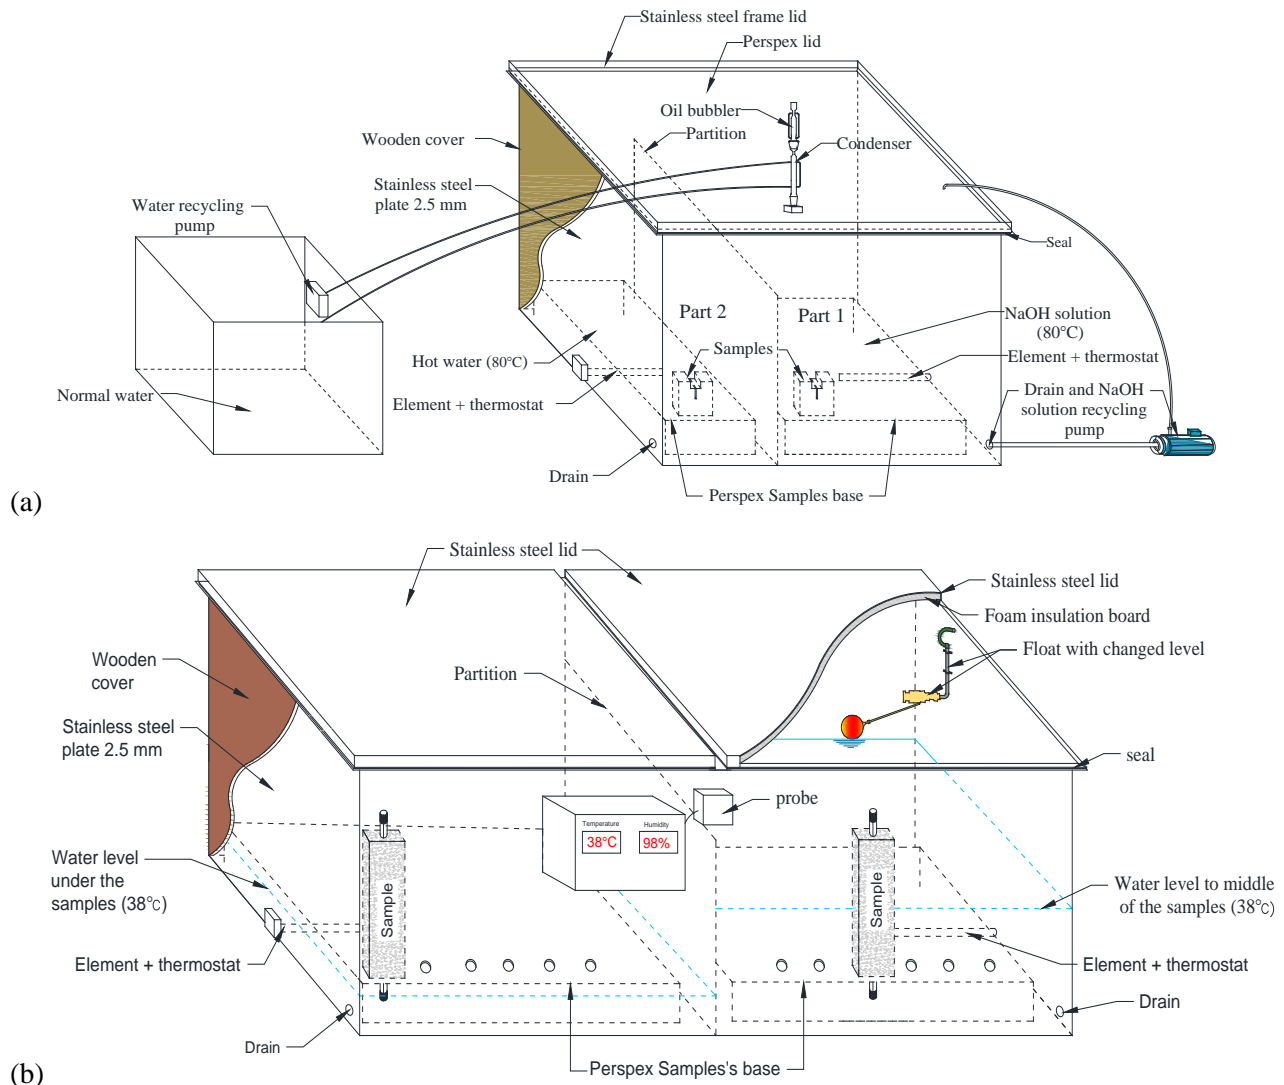 Stainless steel frame lid
Perspex lid
Oil bubbler
Partition
Wooden cover
Condenser
Stainless steel
plate 2.5 mm
Water recycling
pump
Seal
Part 2
Part 1
NaOH solution
(80°C)
Samples
Hot water (80°C)
Element + thermostat
Element + thermostat
Normal water
Drain and NaOH
solution recycling
pump
Drain
Perspex Samples base
(a)
Stainless steel lid
Stainless steel lid
Foam insulation board
Float with changed level
Wooden
cover
Partition
Stainless steel
plate 2.5 mm
seal
probe
Temperature
Humidity
38°C
98%
Water level
under the
samples (38°C)
Sample
Sample
Water level to middle
of the samples (38°C)
Element + thermostat
Element + thermostat
Drain
Drain
Perspex Samples's base
(b)